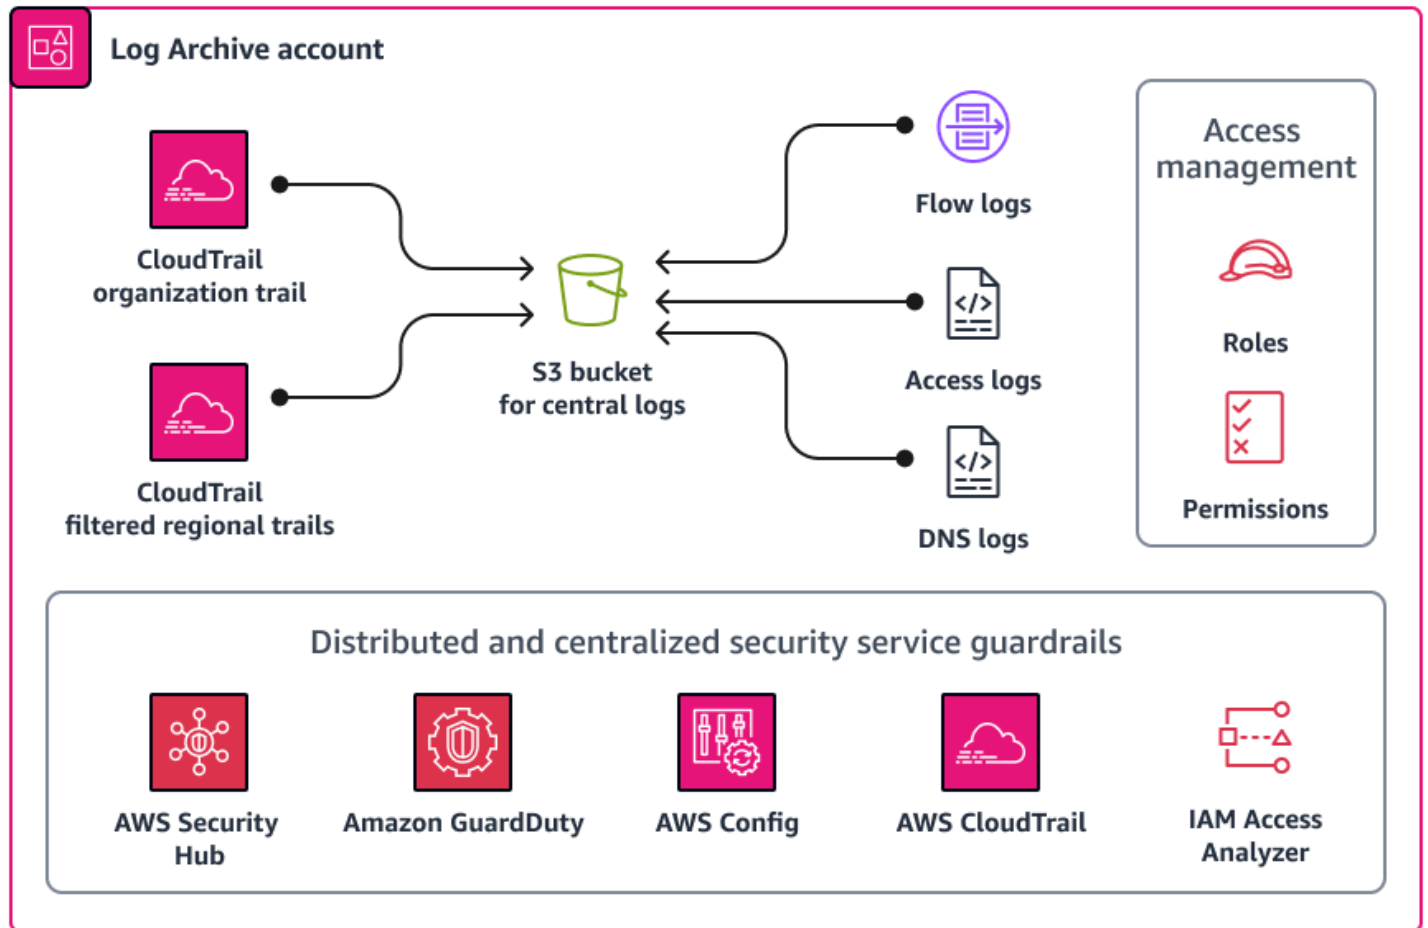 Log Archive account
CloudTrail
organization trail
CloudTrail
filtered regional trails
S3 bucket
for central logs
Flow logs
Access logs
DNS logs
Access
management
Roles
Permissions
Distributed and centralized security service guardrails
AWS Security
Hub
Amazon GuardDuty
AWS Config
AWS CloudTrail
IAM Access
Analyzer